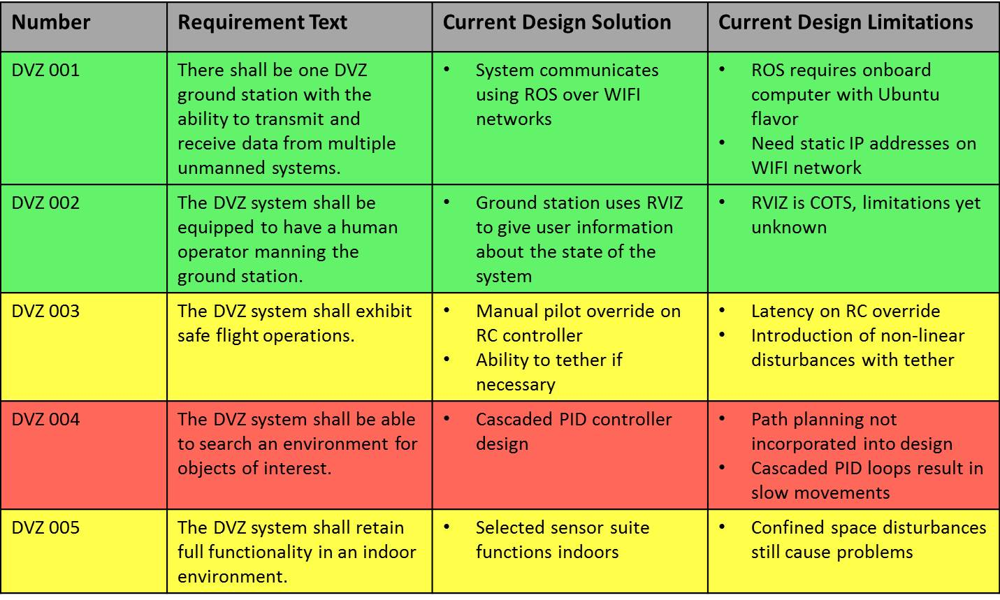 Number
Requirement Text
Current Design Solution
Current Design Limitations
DVZ 001
There shall be one DVZ
ground station with the
ability to transmit and
receive data from multiple
unmanned systems.
• System communicates
using ROS over WIFI
networks
• ROS requires onboard
computer with Ubuntu
flavor
• Need static IP addresses on
WIFI network
DVZ 002
The DVZ system shall be
equipped to have a human
operator manning the
ground station.
• Ground station uses RVIZ
to give user information
about the state of the
system
• RVIZ is COTS, limitations yet
unknown
DVZ 003
The DVZ system shall exhibit
safe flight operations.
• Manual pilot override on
RC controller
• Ability to tether if
necessary
• Latency on RC override
• Introduction of non-linear
disturbances with tether
DVZ 004
The DVZ system shall be able
to search an environment for
objects of interest.
• Cascaded PID controller
design
• Path planning not
incorporated into design
• Cascaded PID loops result in
slow movements
DVZ 005
The DVZ system shall retain
full functionality in an indoor
environment.
• Selected sensor suite
functions indoors
• Confined space disturbances
still cause problems